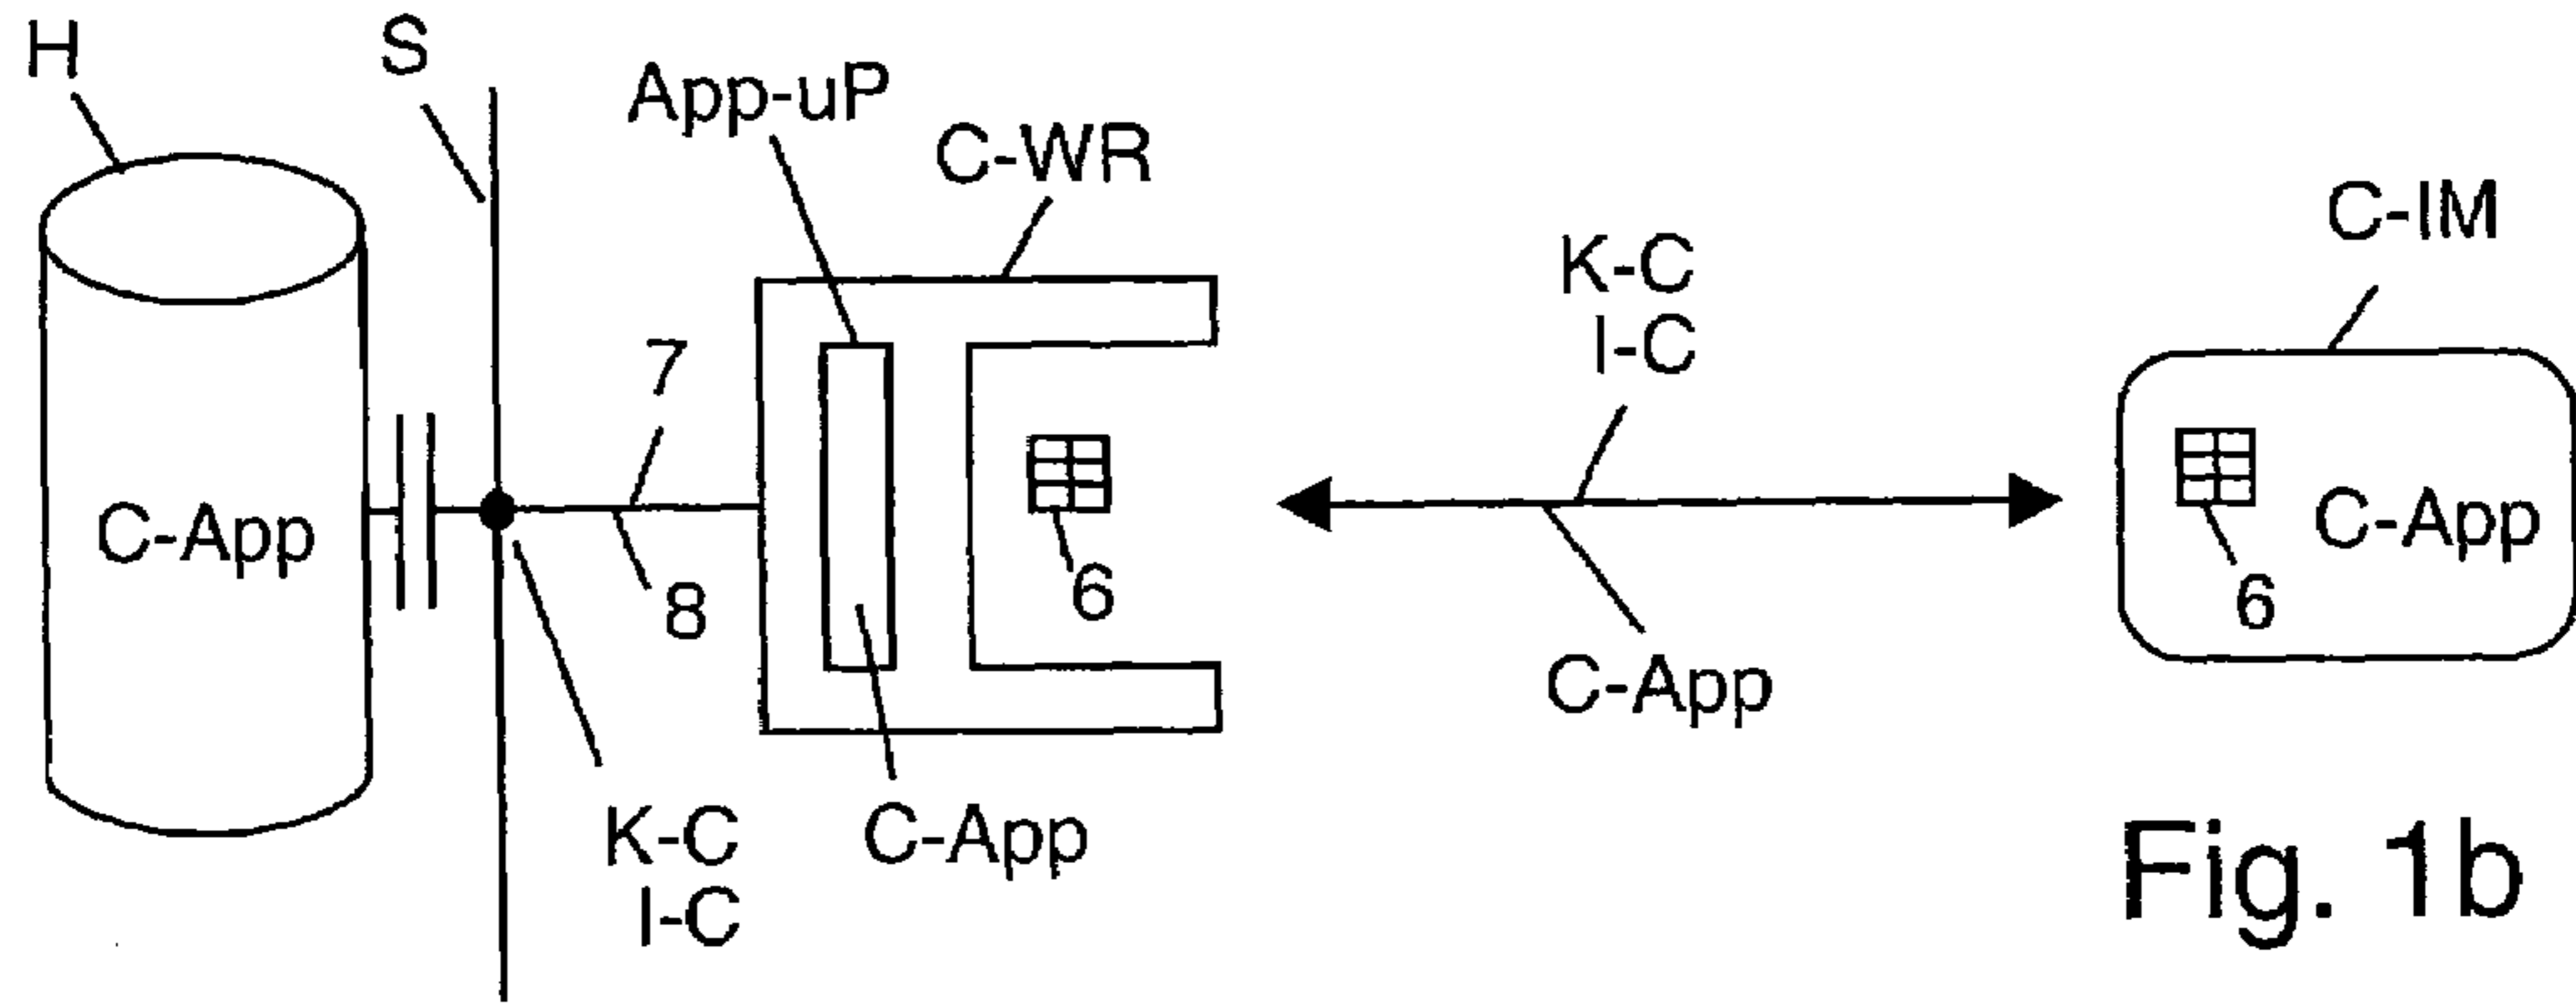 H
S
App-uP
C-WR
C-IM
K-C
I-C
7
C-App
8
6
C-App
6
C-App
K-C
I-C
C-App
Fig. 1b